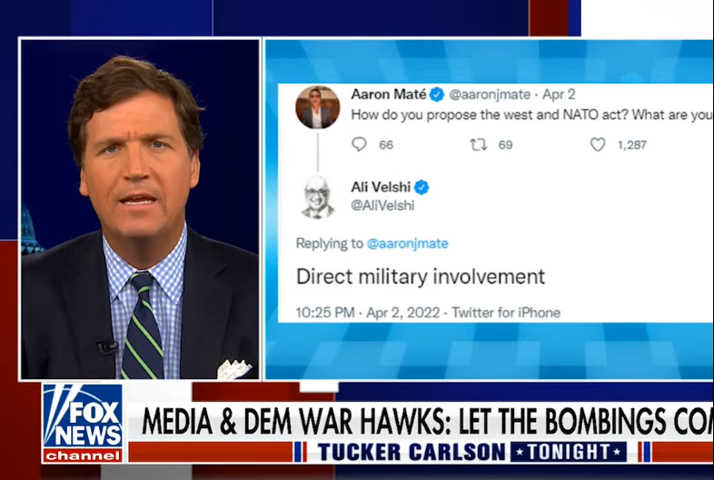 Aaron Maté @aaronjmate · Apr 2
How do you propose the west and NATO act? What are you
66 69 1,287
Ali Velshi
@AliVelshi
Replying to @aaronjmate
Direct military involvement
10:25 PM · Apr 2, 2022 · Twitter for iPhone
FOX
NEWS
channel
MEDIA & DEM WAR HAWKS: LET THE BOMBINGS
TUCKER CARLSON TONIGHT